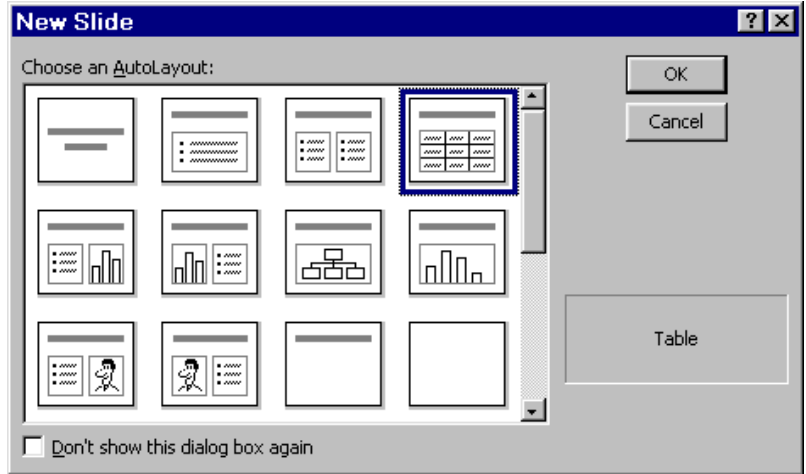 New Slide
Choose an AutoLayout:
OK
Cancel
Table
Don't show this dialog box again